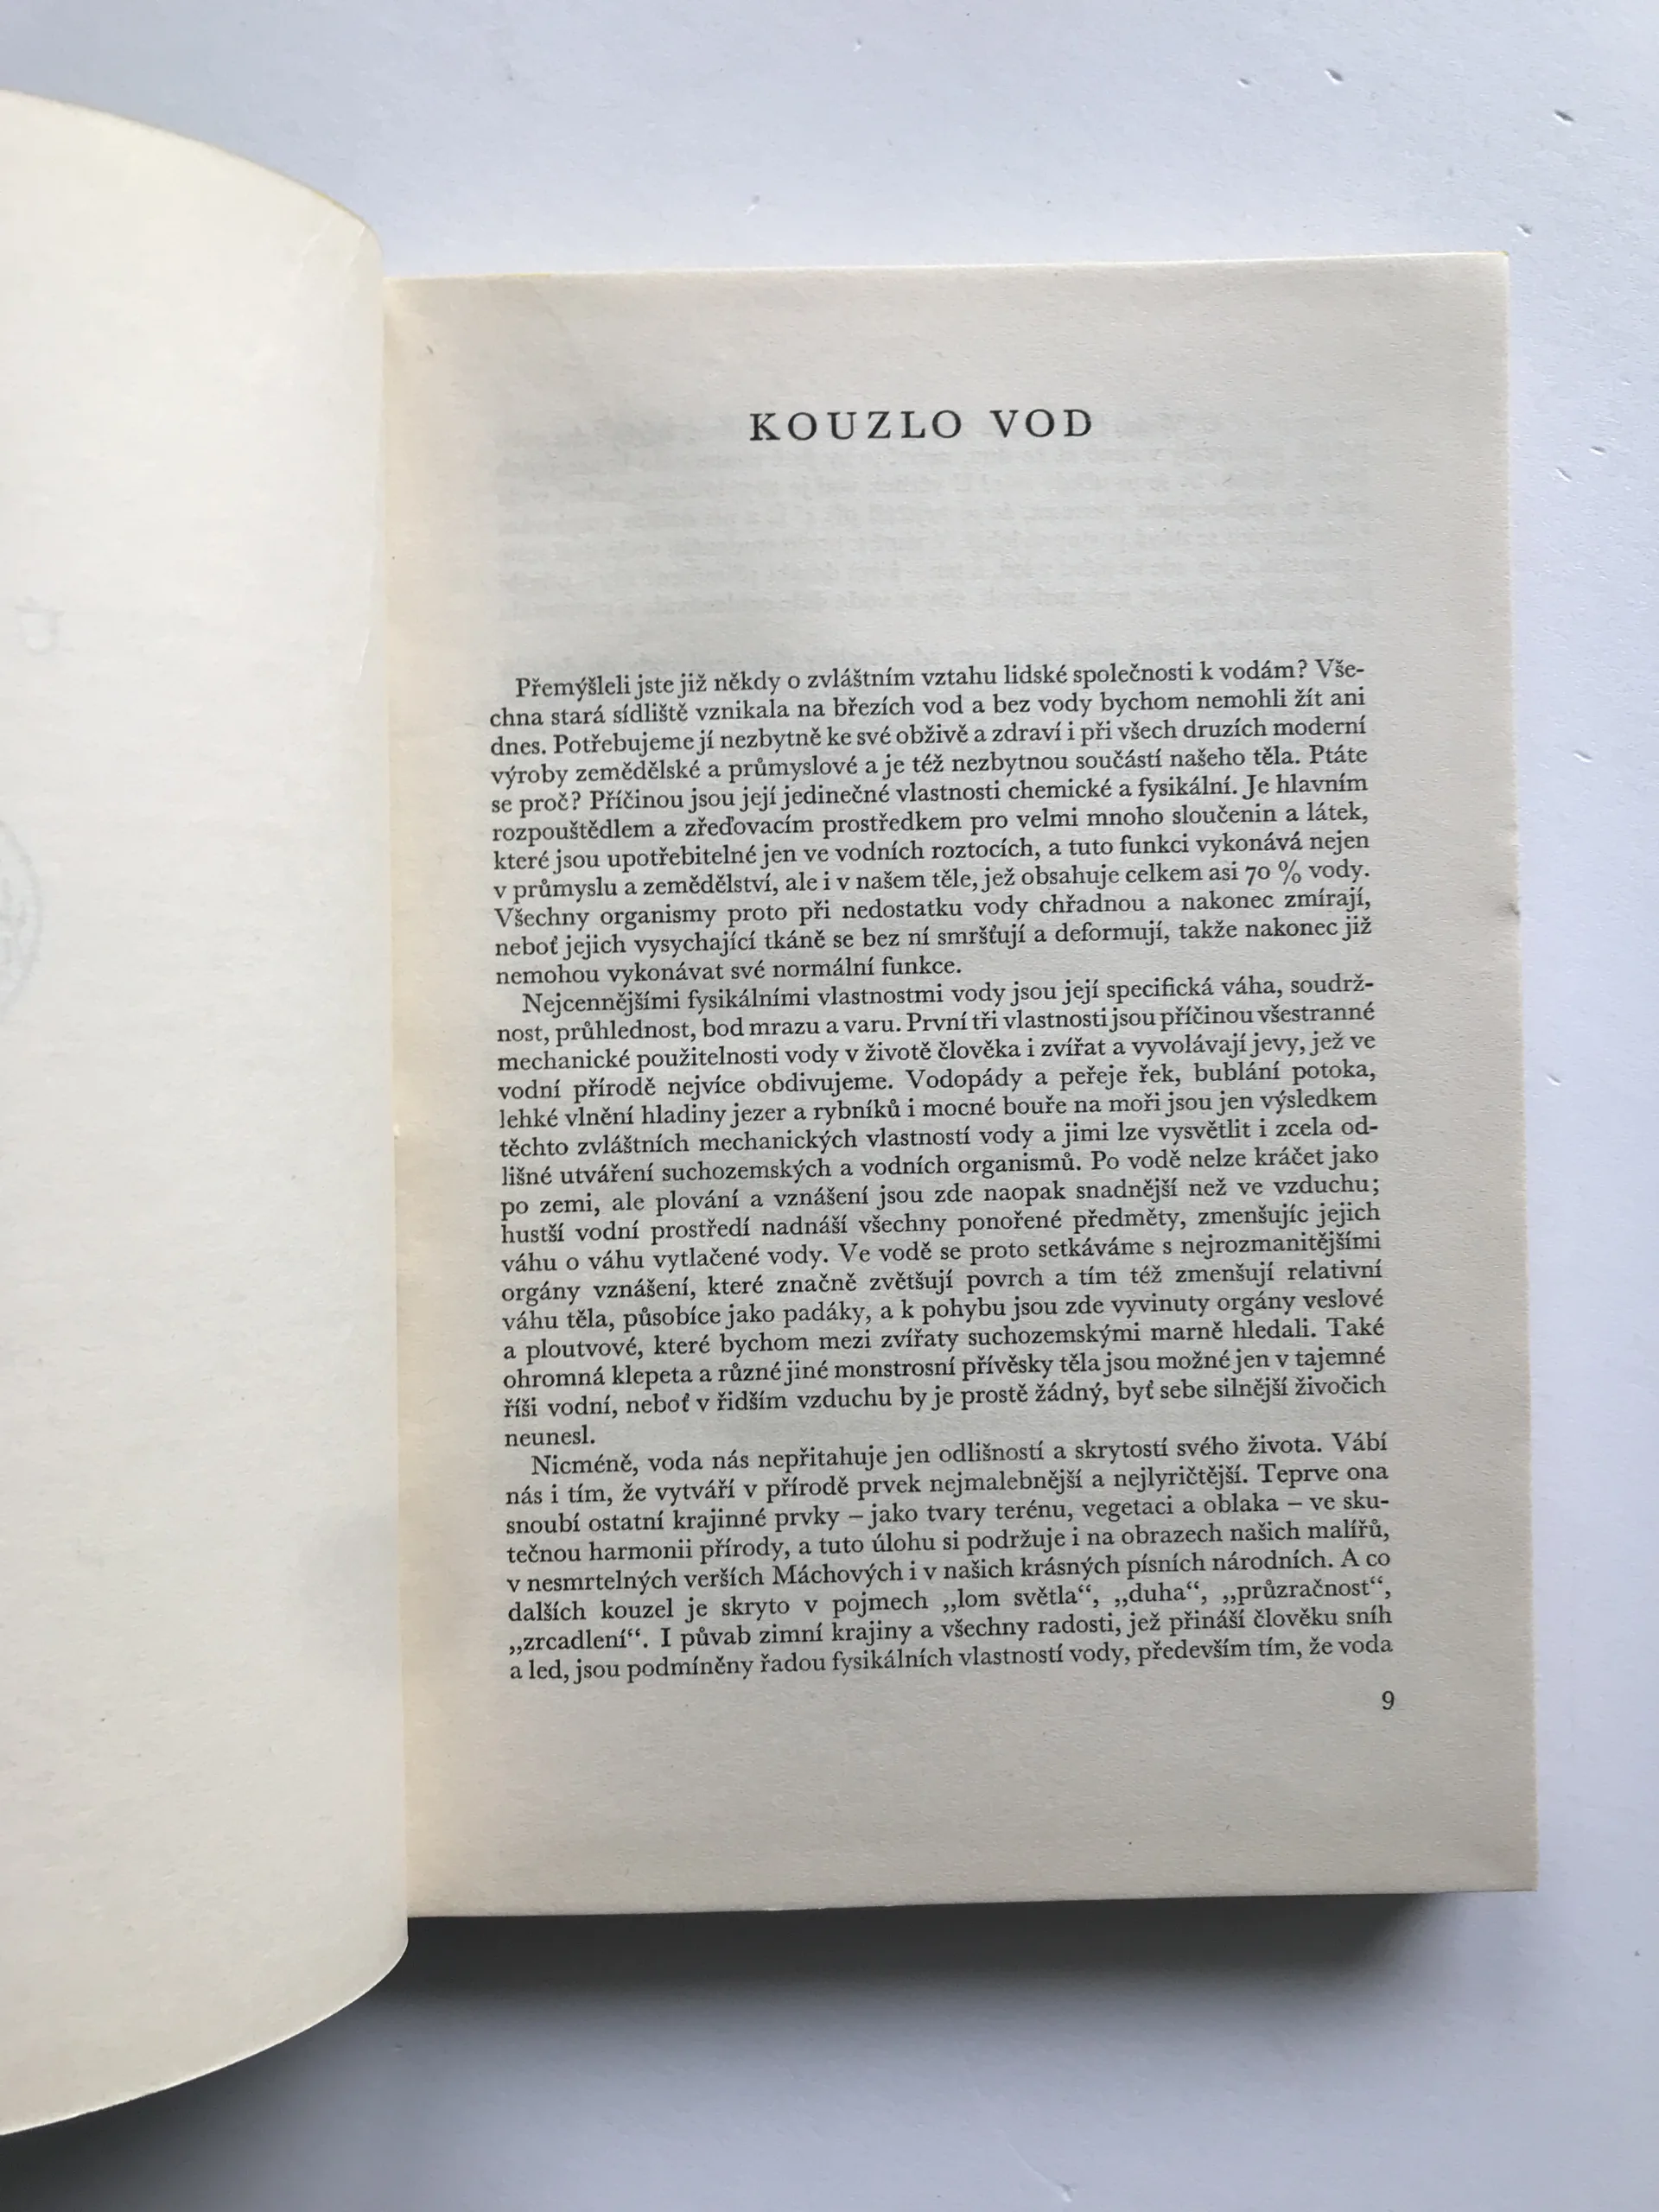 KOUZLO VOD
Přemýšleli jste již někdy o zvláštním vztahu lidské společnosti k vodám? Vše-
chna stará sídliště vznikala na březích vod a bez vody bychom nemohli žít ani
dnes. Potřebujeme jí nezbytně ke své obživě a zdraví i při všech druzích moderní
výroby zemědělské a průmyslové a je též nezbytnou součástí našeho těla. Ptáte
se proč? Příčinou jsou její jedinečné vlastnosti chemické a fysikální. Je hlavním
rozpouštědlem a zřeďovacím prostředkem pro velmi mnoho sloučenin a látek,
které jsou upotřebitelné jen ve vodních roztocích, a tuto funkci vykonává nejen
v průmyslu a zemědělství, ale i v našem těle, jež obsahuje celkem asi 70 % vody.
Všechny organismy proto při nedostatku vody chřadnou a nakonec zmírají,
neboť jejich vysychající tkáně se bez ní smršťují a deformují, takže nakonec již
nemohou vykonávat své normální funkce.
Nejcennějšími fysikálními vlastnostmi vody jsou její specifická váha, soudrž-
nost, průhlednost, bod mrazu a varu. První tři vlastnosti jsou příčinou všestranné
mechanické použitelnosti vody v životě člověka i zvířat a vyvolávají jevy, jež ve
vodní přírodě nejvíce obdivujeme. Vodopády a peřeje řek, bublání potoka,
lehké vlnění hladiny jezer a rybníků i mocné bouře na moři jsou jen výsledkem
těchto zvláštních mechanických vlastností vody a jimi lze vysvětlit i zcela od-
lišné utváření suchozemských a vodních organismů. Po vodě nelze kráčet jako
po zemi, ale plování a vznášení jsou zde naopak snadnější než ve vzduchu;
hustší vodní prostředí nadnáší všechny ponořené předměty, zmenšujíc jejich
váhu o váhu vytlačené vody. Ve vodě se proto setkáváme s nejrozmanitějšími
orgány vznášení, které značně zvětšují povrch a tím též zmenšují relativní
váhu těla, působíce jako padáky, a k pohybu jsou zde vyvinuty orgány veslové
a ploutvové, které bychom mezi zvířaty suchozemskými marně hledali. Také
ohromná klepeta a různé jiné monstrosní přívěsky těla jsou možné jen v tajemné
říši vodní, neboť v řidším vzduchu by je prostě žádný, byť sebe silnější živočich
neunesl.
Nicméně, voda nás nepřitahuje jen odlišností a skrytostí svého života. Vábí
nás i tím, že vytváří v přírodě prvek nejmalebnější a nejlyričtější. Teprve ona
snoubí ostatní krajinné prvky – jako tvary terénu, vegetaci a oblaka – ve sku-
tečnou harmonii přírody, a tuto úlohu si podržuje i na obrazech našich malířů,
v nesmrtelných verších Máchových i v našich krásných písních národních. A co
dalších kouzel je skryto v pojmech „lom světla“, „duha“, „průzračnost“,
„zrcadlení“. I půvab zimní krajiny a všechny radosti, jež přináší člověku sníh
a led, jsou podmíněny řadou fysikálních vlastností vody, především tím, že voda
9